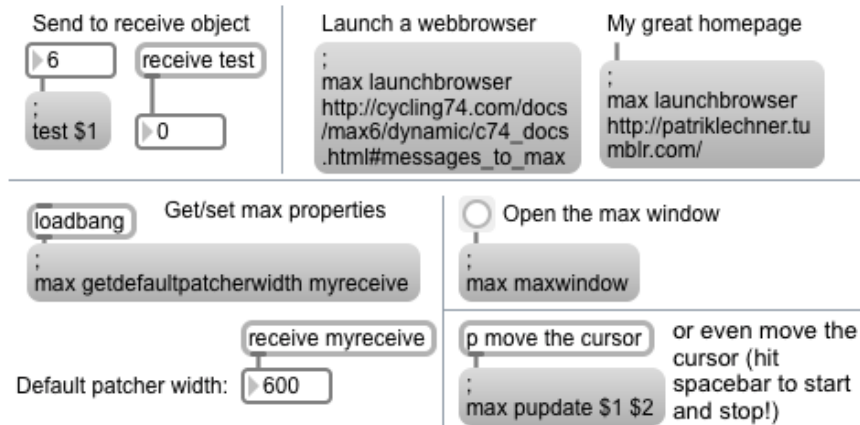 Send to receive object
6
receive test
;
test $1
0
Launch a webbrowser
;
max launchbrowser
http://cycling74.com/docs
/max6/dynamic/c74_docs
.html#messages_to_max
My great homepage
;
max launchbrowser
http://patriklechner.tu
mblr.com/
loadbang
Get/set max properties
;
max getdefaultpatcherwidth myreceive
receive myreceive
Default patcher width:
600
Open the max window
;
max maxwindow
p move the cursor
;
max pupdate $1 $2
or even move the
cursor (hit
spacebar to start
and stop!)